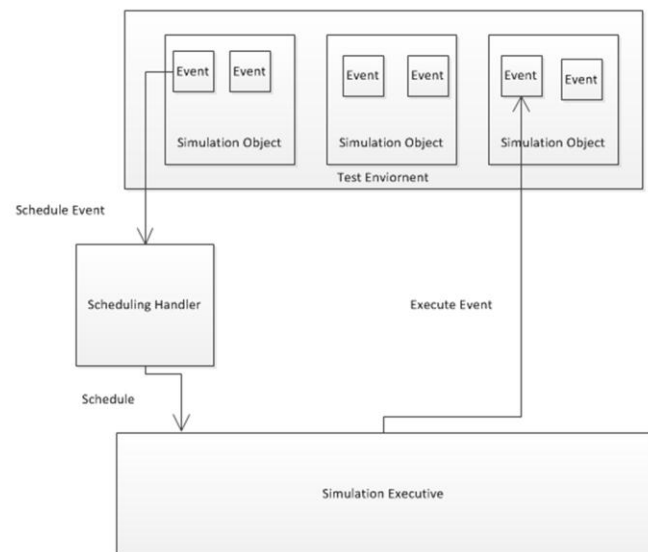 Event
Event
Event
Event
Event
Event
Simulation Object
Simulation Object
Simulation Object
Test Enviornment
Schedule Event
Scheduling Handler
Execute Event
Schedule
Simulation Executive